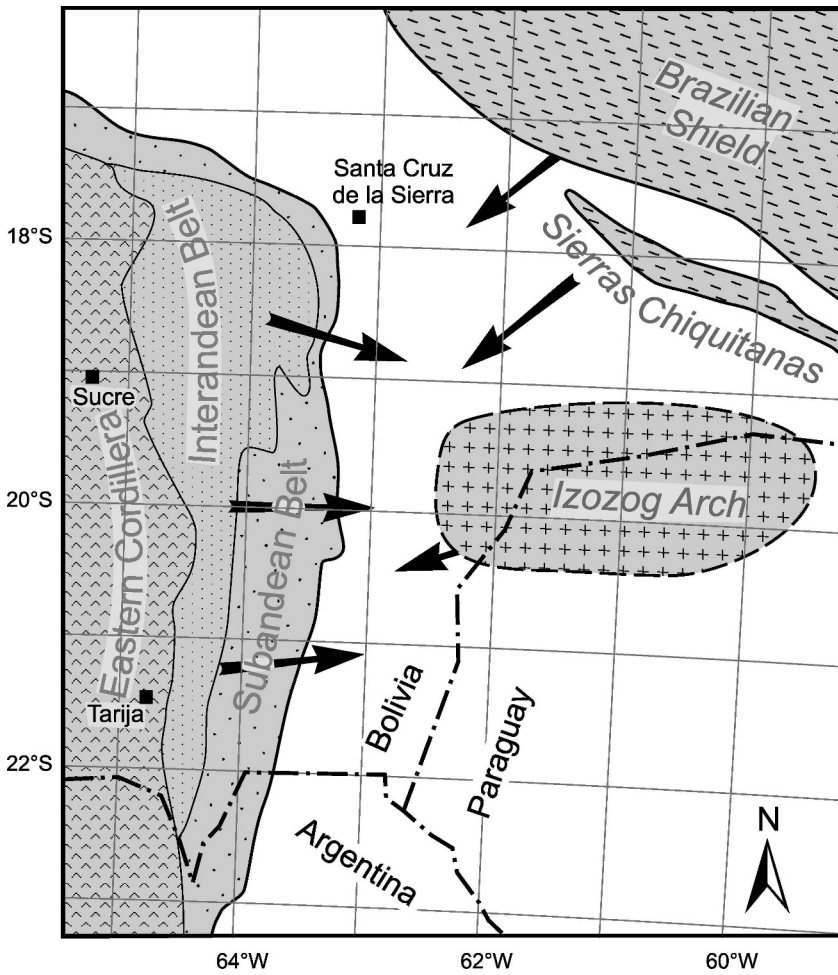 Brazilian
Shield
Santa Cruz
de la Sierra
18°S
Interandean Belt
Sierras Chiquitanas
Sucre
Eastern Cordillera
20°S
Subandean Belt
Izozog Arch
Tarija
Bolivia
Paraguay
22°S
Argentina
N
64°W
62°W
60°W